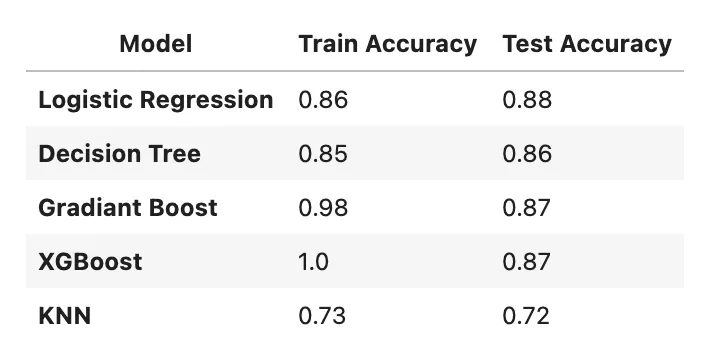 Model Train Accuracy Test Accuracy
Logistic Regression 0.86 0.88
Decision Tree 0.85 0.86
Gradiant Boost 0.98 0.87
XGBoost 1.0 0.87
KNN 0.73 0.72